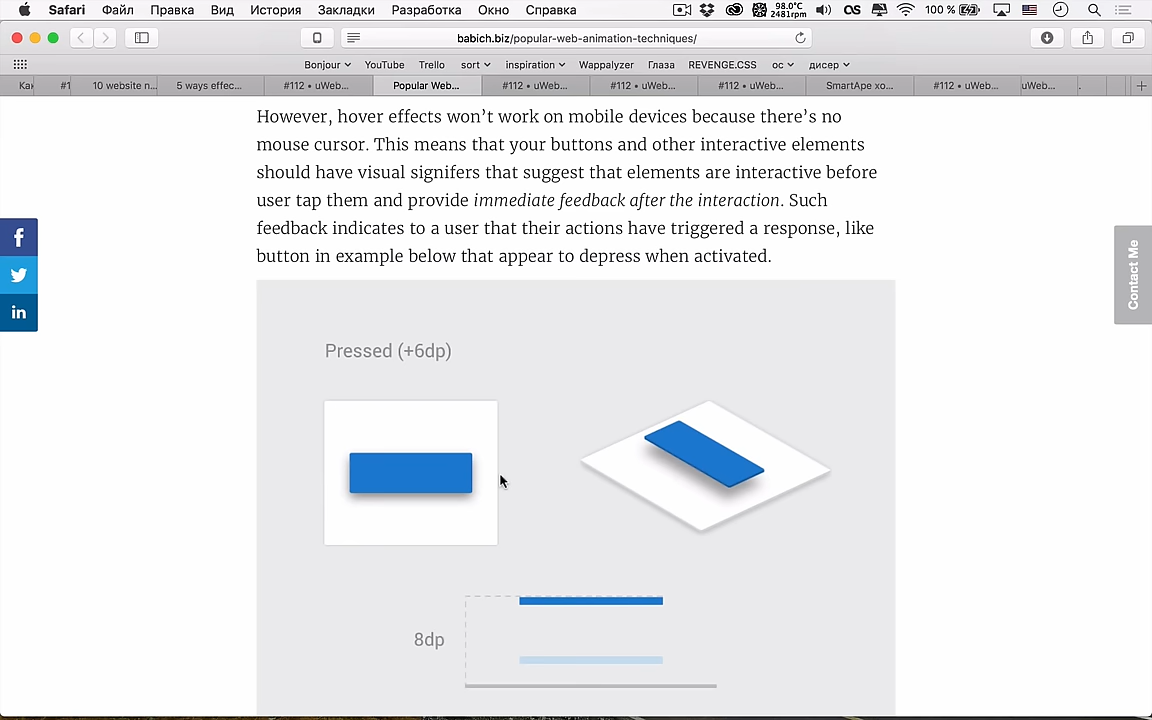 Safari Файл Правка Вид История Закладки Разработка Окно Справка 98.0°C 2481rpm 100 %
babich.biz/popular-web-animation-techniques/
Bonjour YouTube Trello sort inspiration Wappalyzer Глаза REVENGE.CSS ос дисер
Как #1 10 website n... 5 ways effec... #112 • uWeb... Popular Web... #112 • uWeb... #112 • uWeb... #112 • uWeb... SmartApe хо... #112 • uWeb... uWeb...
However, hover effects won’t work on mobile devices because there’s no
mouse cursor. This means that your buttons and other interactive elements
should have visual signifers that suggest that elements are interactive before
user tap them and provide immediate feedback after the interaction. Such
feedback indicates to a user that their actions have triggered a response, like
button in example below that appear to depress when activated.
f
in
Contact Me
Pressed (+6dp)
8dp